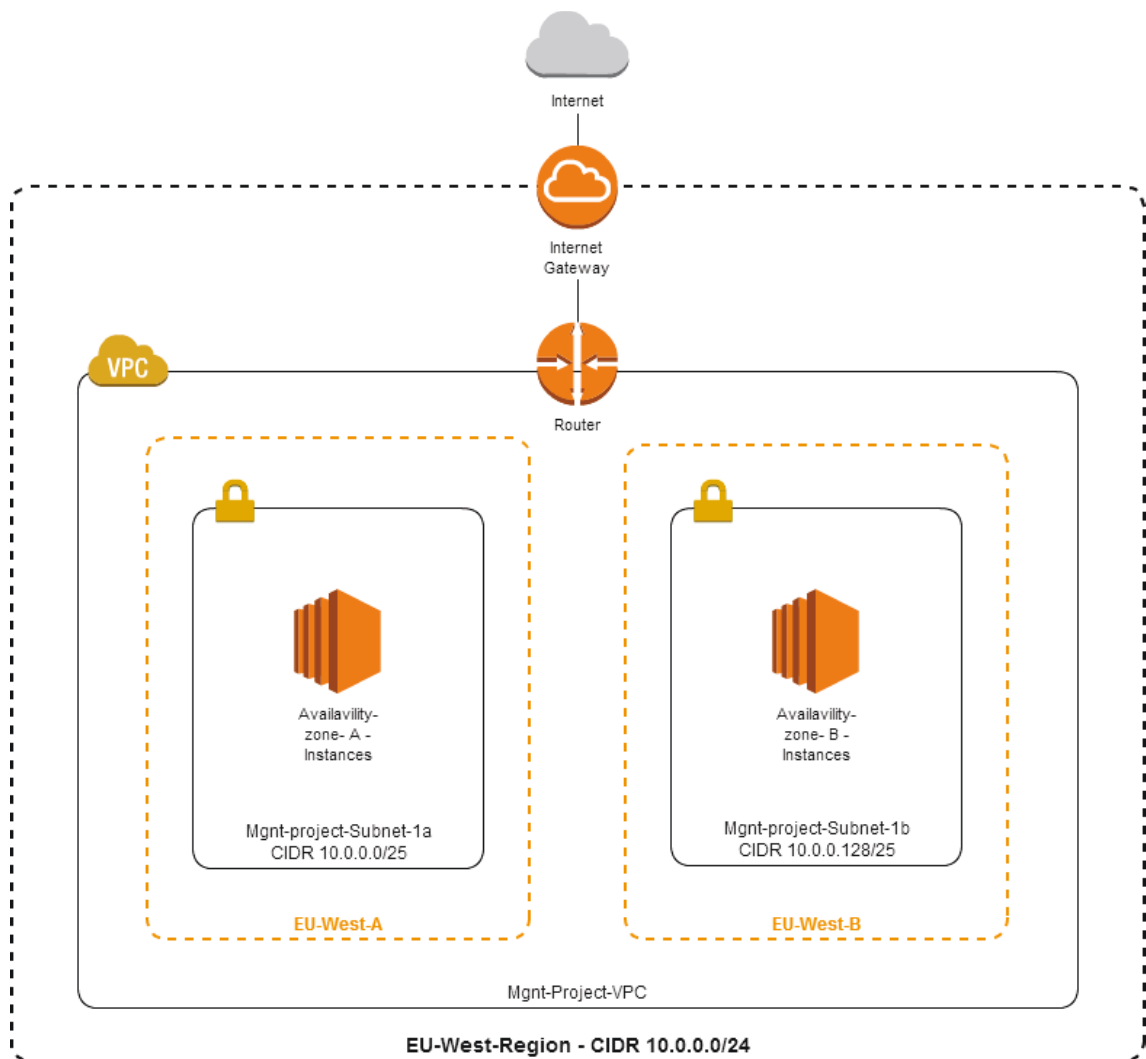 Internet
Internet
Gateway
VPC
Router
Availavility-
zone- A -
Instances
Mgnt-project-Subnet-1a
CIDR 10.0.0.0/25
EU-West-A
Availavility-
zone- B -
Instances
Mgnt-project-Subnet-1b
CIDR 10.0.0.128/25
EU-West-B
Mgnt-Project-VPC
EU-West-Region - CIDR 10.0.0.0/24